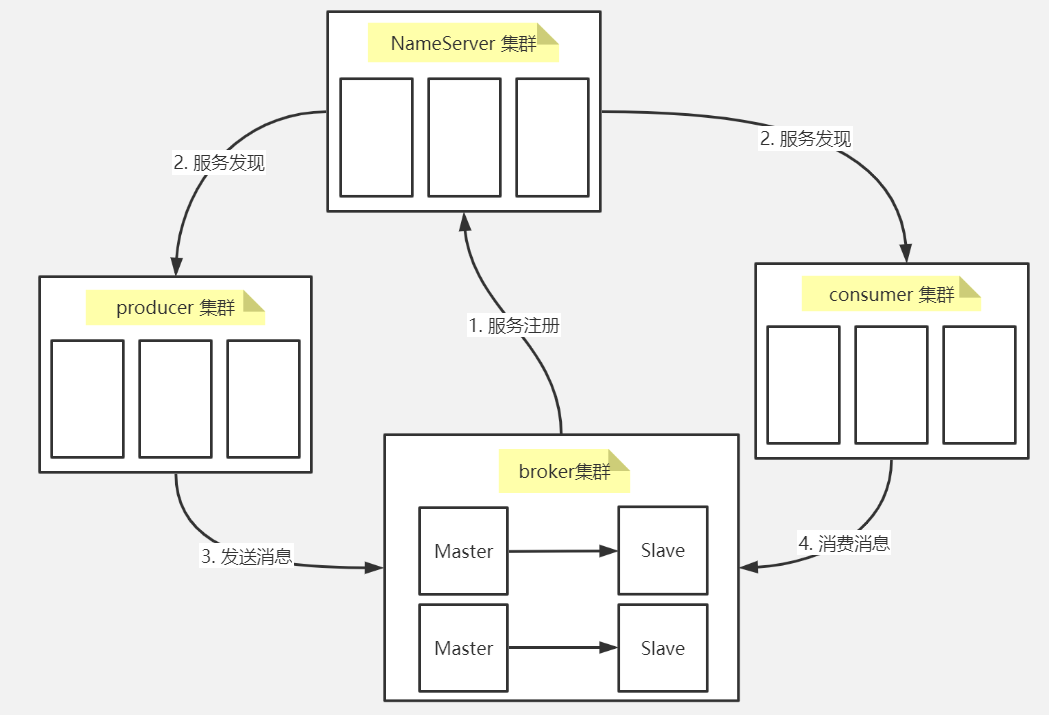 NameServer 集群
2. 服务发现
2. 服务发现
producer 集群
consumer 集群
1. 服务注册
broker集群
3. 发送消息
4. 消费消息
Master
Slave
Master
Slave